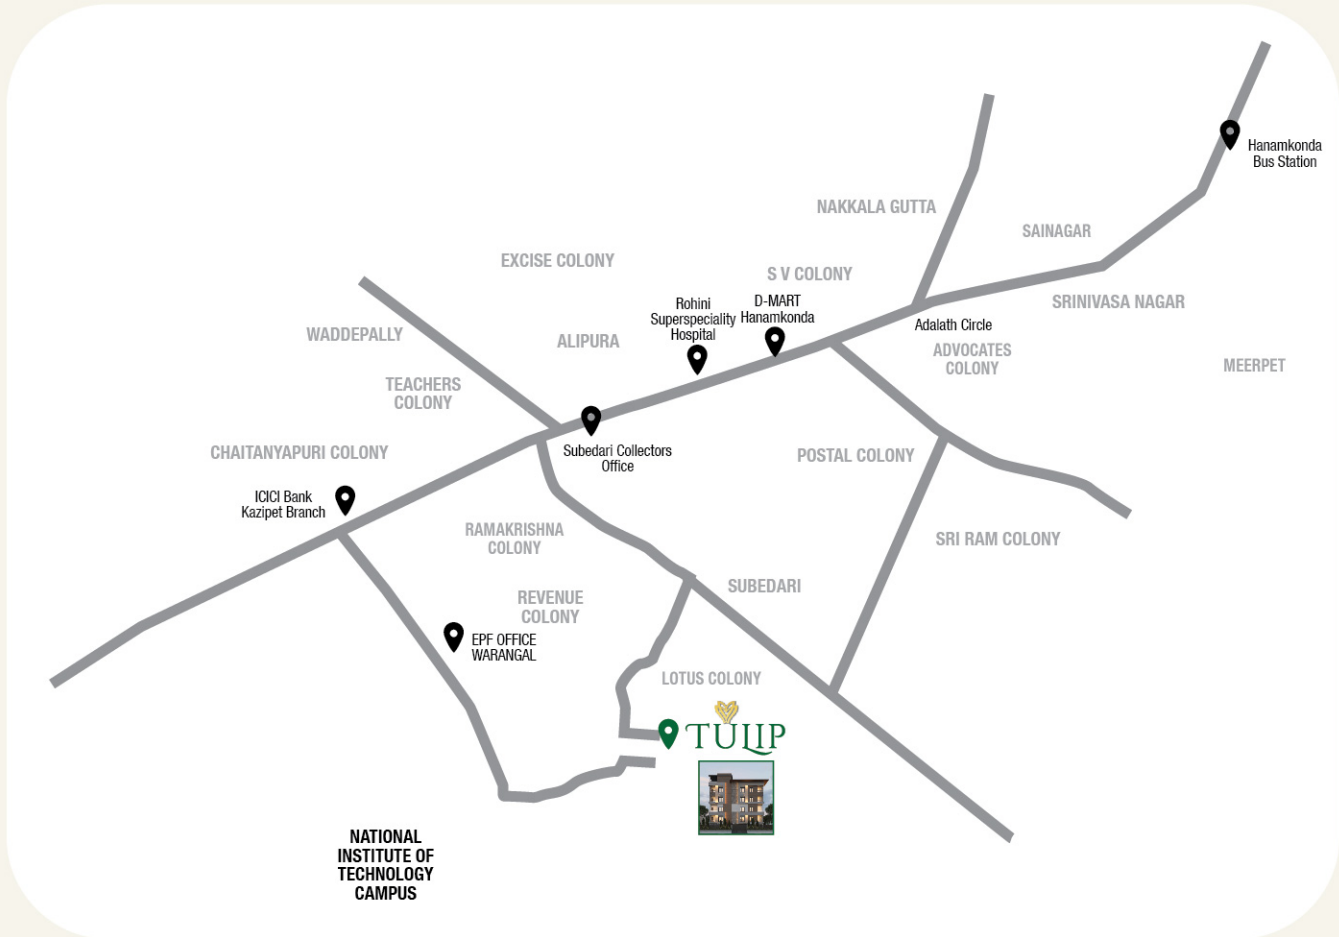 Hanamkonda
Bus Station
NAKKALA GUTTA
SAINAGAR
EXCISE COLONY
S V COLONY
SRINIVASA NAGAR
Rohini
Superspeciality
Hospital
D-MART
Hanamkonda
Adalath Circle
WADDEPALLY
ALIPURA
ADVOCATES
COLONY
MEERPET
TEACHERS
COLONY
CHAITANYAPURI COLONY
Subedari Collectors
Office
POSTAL COLONY
ICICI Bank
Kazipet Branch
RAMAKRISHNA
COLONY
SRI RAM COLONY
REVENUE
COLONY
SUBEDARI
EPF OFFICE
WARANGAL
LOTUS COLONY
TULIP
NATIONAL
INSTITUTE OF
TECHNOLOGY
CAMPUS